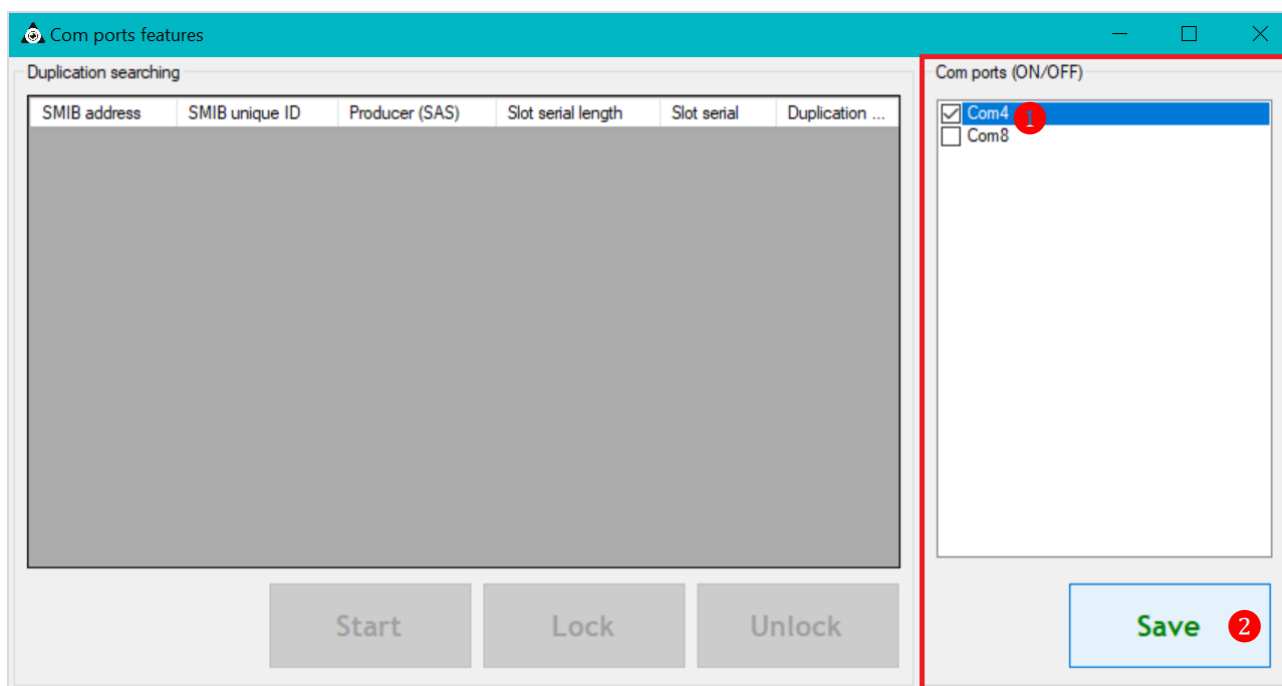 Com ports features
Duplication searching
SMIB address SMIB unique ID Producer (SAS) Slot serial length Slot serial Duplication ...
Start Lock Unlock
Com ports (ON/OFF)
Com4 1
Com8
Save 2